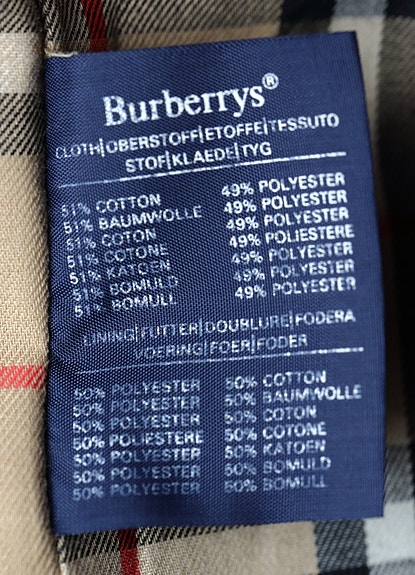 Burberrys®
CLOTH|OBERSTOFF|ETOFFE|TESSUTO
STOF|KLAEDE|TYG
51% COTTON 49% POLYESTER
51% BAUMWOLLE 49% POLYESTER
51% COTON 49% POLYESTER
51% COTONE 49% POLIESTERE
51% KATOEN 49% POLYESTER
51% BOMULD 49% POLYESTER
51% BOMULL 49% POLYESTER
LINING|FUTTER|DOUBLURE|FODERA
VOERING|FOER|FODER
50% POLYESTER 50% COTTON
50% POLYESTER 50% BAUMWOLLE
50% POLYESTER 50% COTON
50% POLIESTERE 50% COTONE
50% POLYESTER 50% KATOEN
50% POLYESTER 50% BOMULD
50% POLYESTER 50% BOMULL